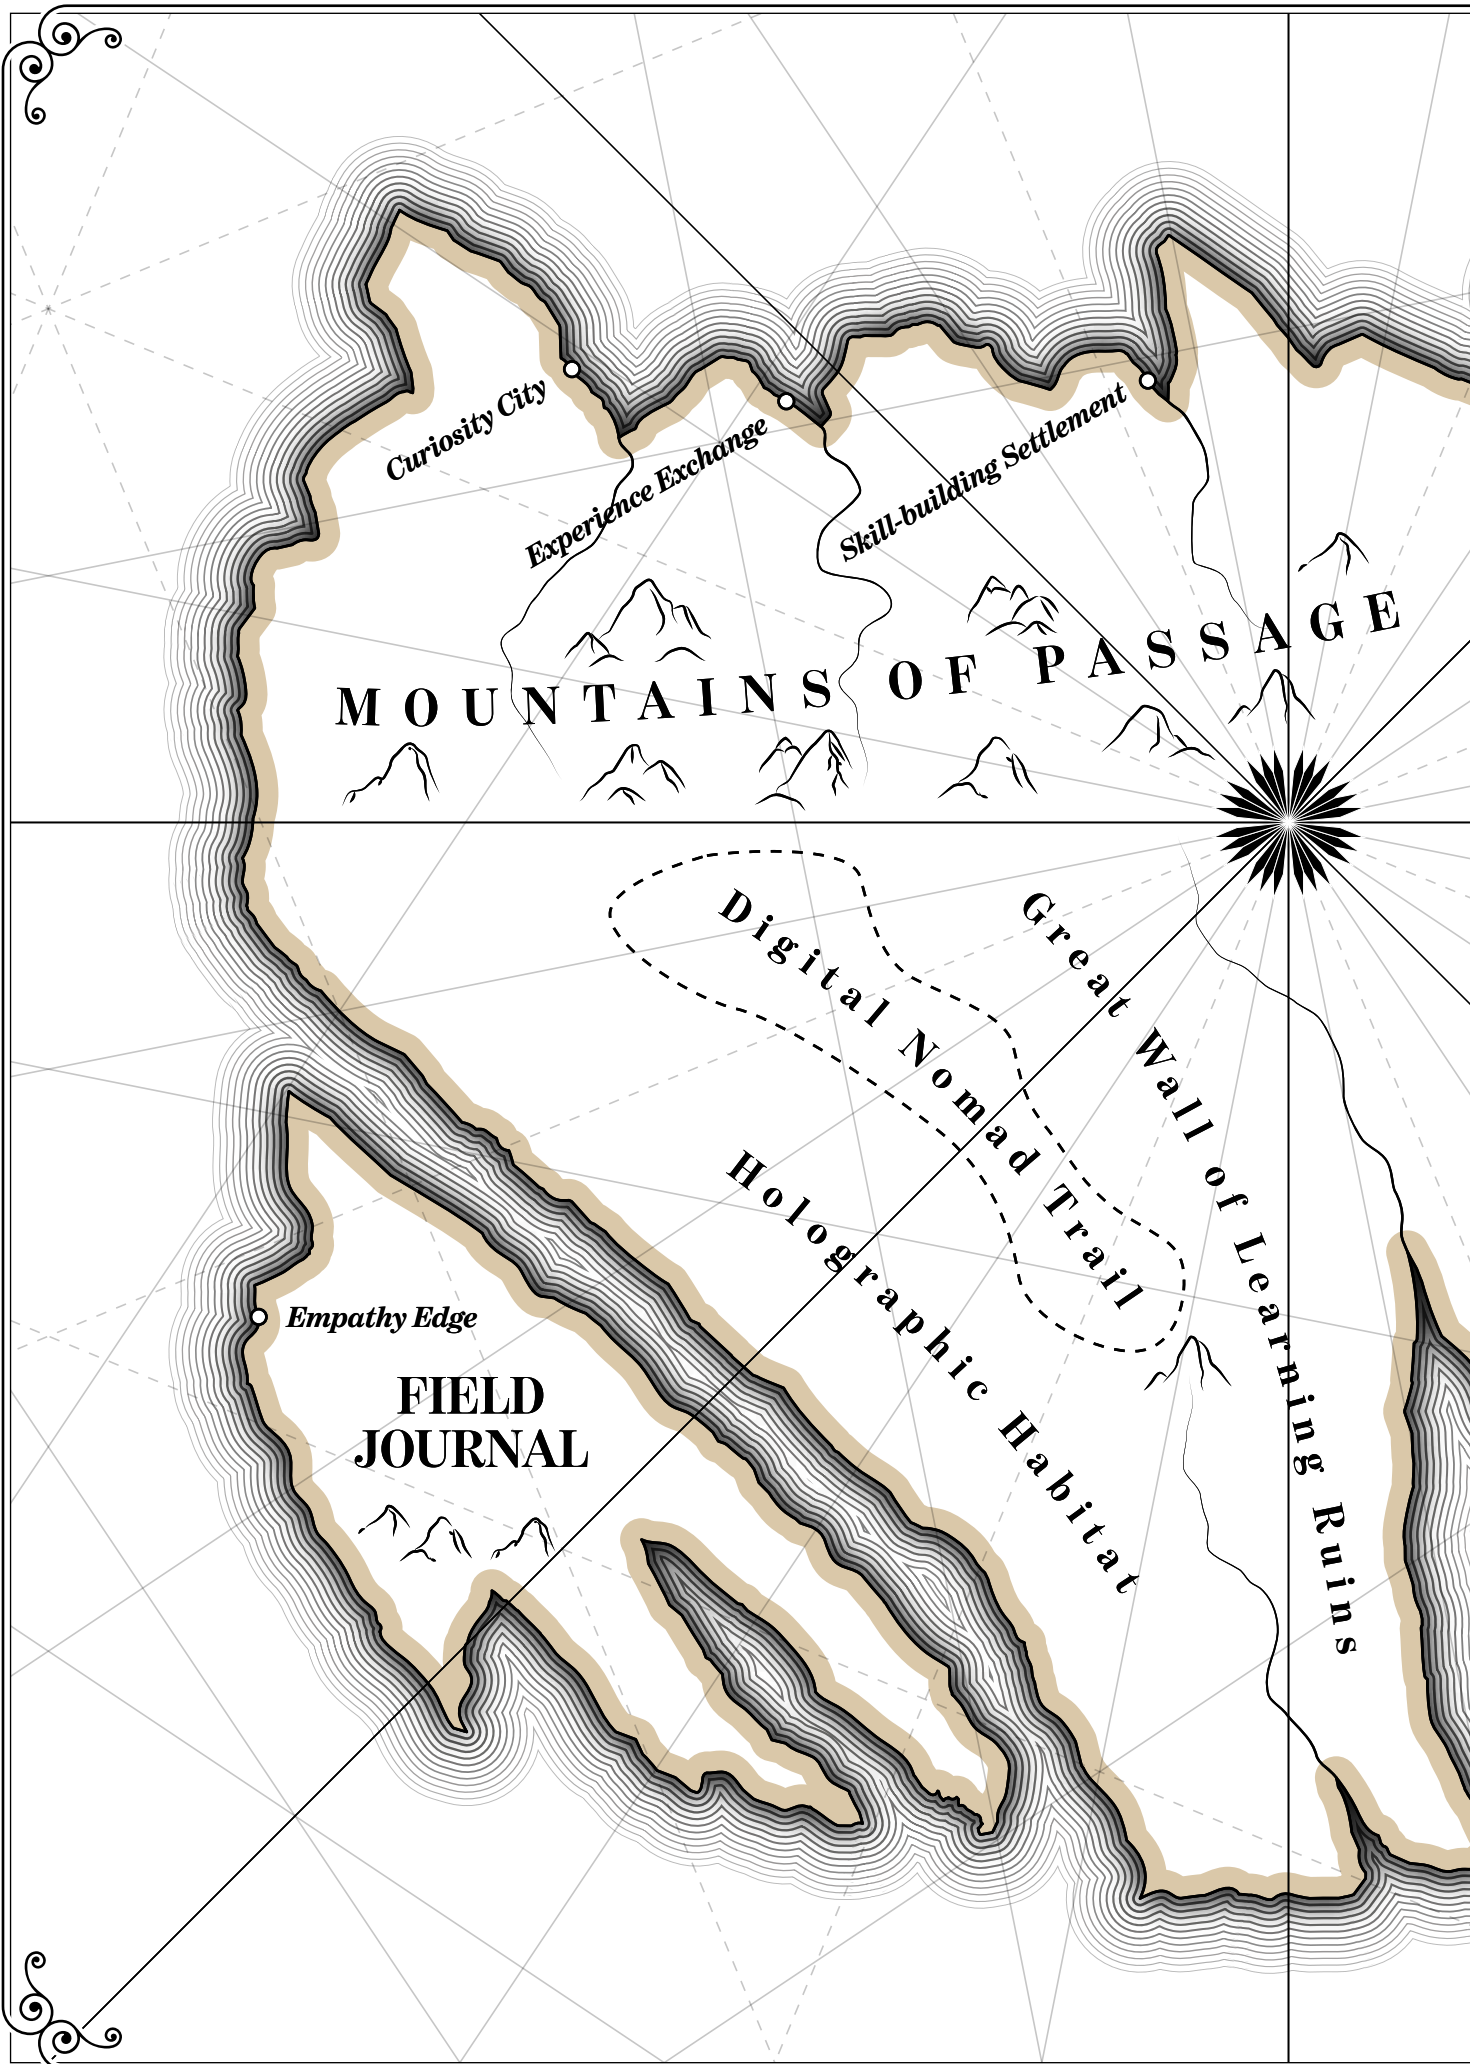 Curiosity City
Experience Exchange
Skill-building Settlement
MOUNTAINS OF PASSAGE
Digital Nomad Trail
Great Wall of Learning Ruins
Holographic Habitat
Empathy Edge
FIELD
JOURNAL